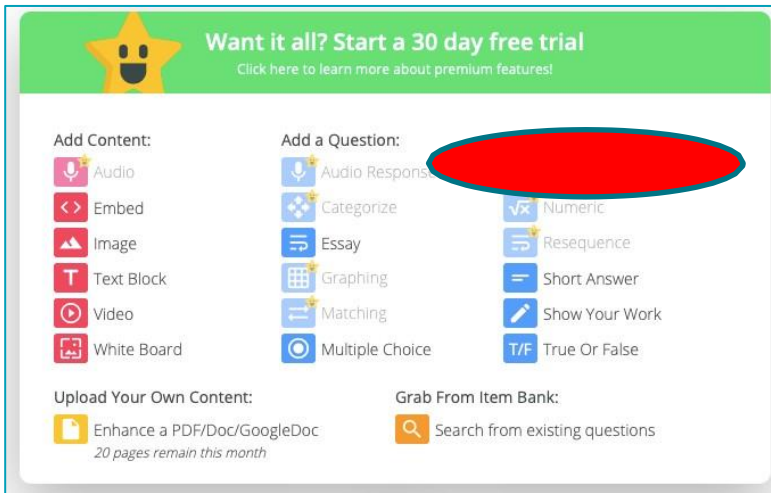 Want it all? Start a 30 day free trial
Click here to learn more about premium features!
Add Content:
Add a Question:
Audio
Audio Response
Embed
Categorize
Numeric
Image
Essay
Resequence
Text Block
Graphing
Short Answer
Video
Matching
Show Your Work
White Board
Multiple Choice
T/F True Or False
Upload Your Own Content:
Grab From Item Bank:
Enhance a PDF/Doc/GoogleDoc
Search from existing questions
20 pages remain this month